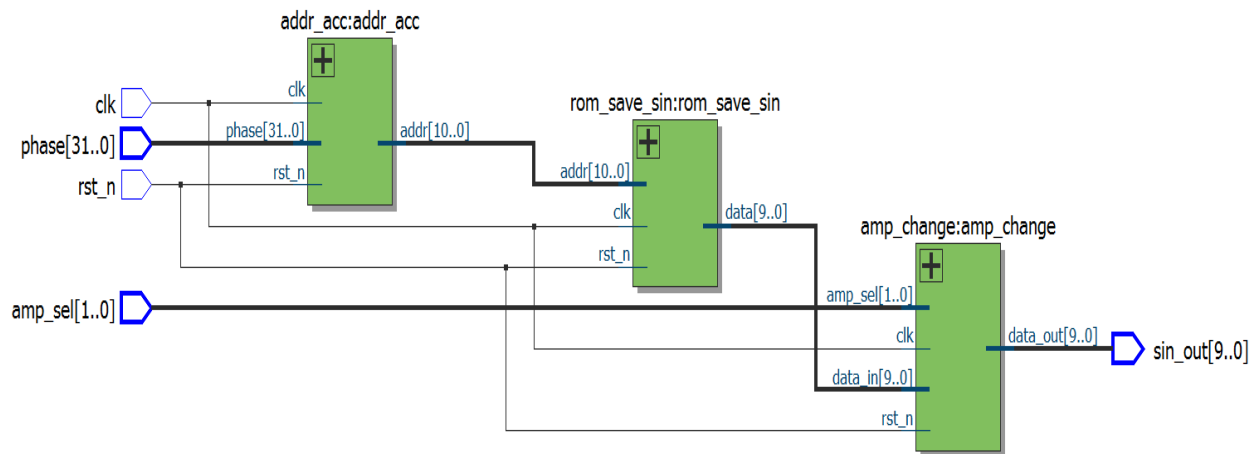 addr_acc:addr_acc
clk
clk
rom_save_sin:rom_save_sin
phase[31..0]
phase[31..0]
addr[10..0]
rst_n
rst_n
addr[10..0]
clk
data[9..0]
amp_change:amp_change
rst_n
amp_sel[1..0]
amp_sel[1..0]
clk
data_out[9..0]
sin_out[9..0]
data_in[9..0]
rst_n